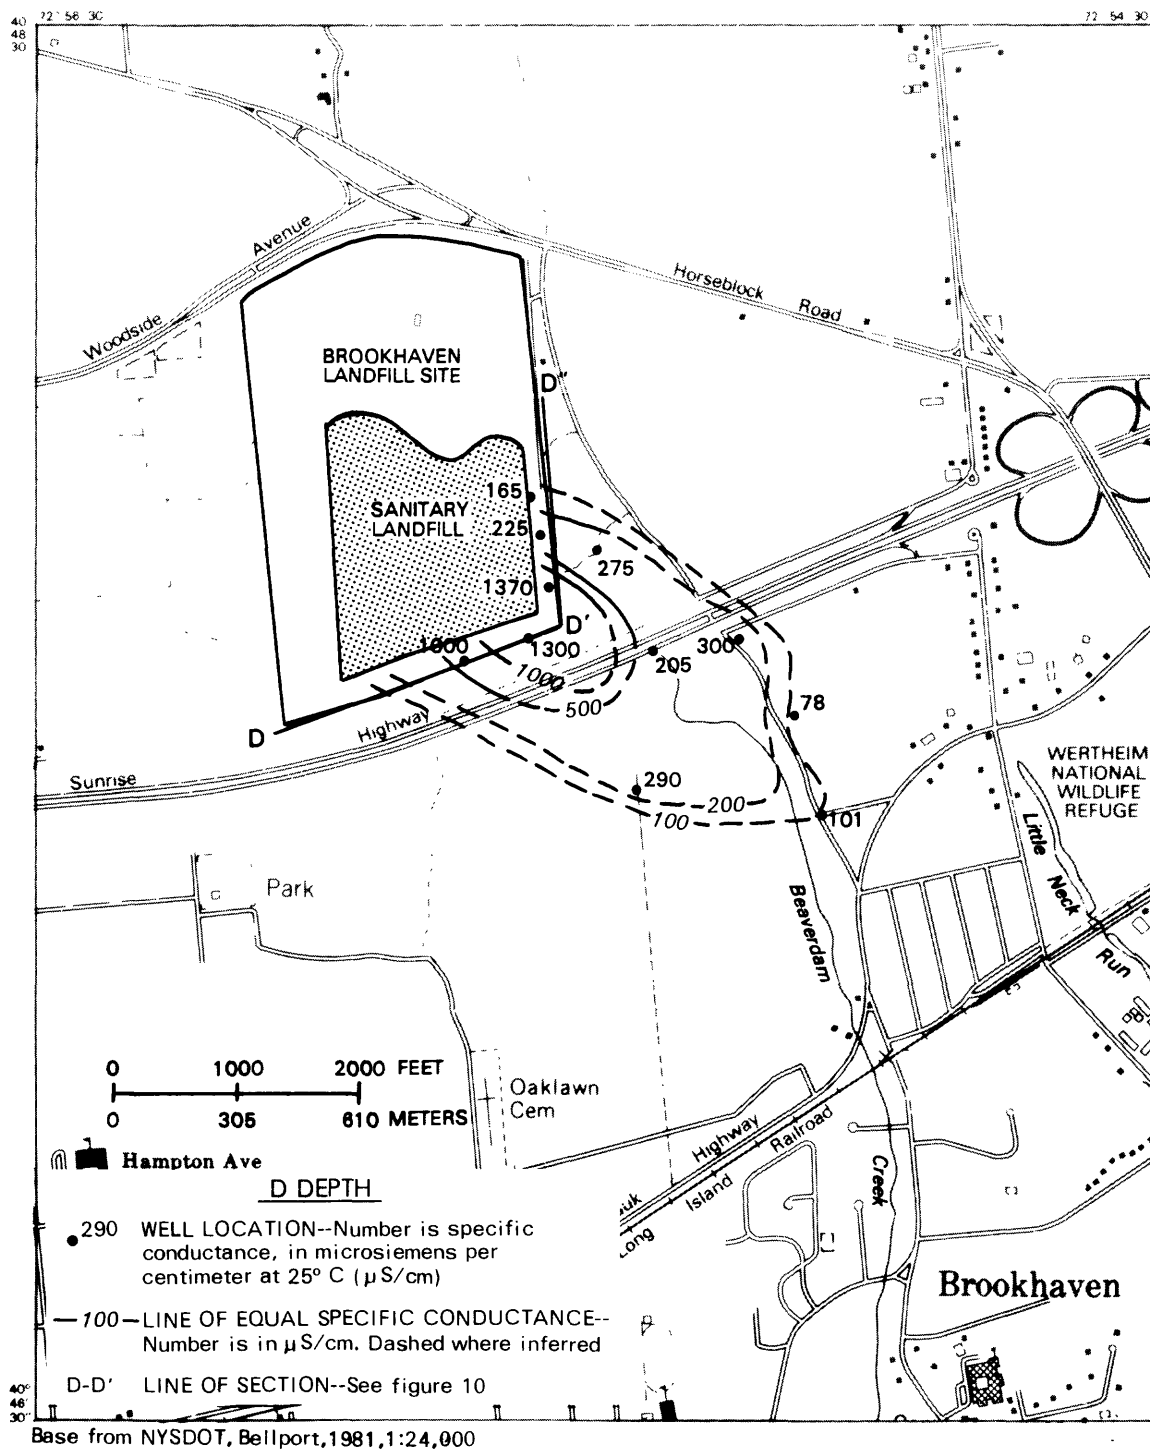 40
48
30
72° 56 30
72 54 30
Avenue
Woodside
Horseblock Road
BROOKHAVEN
LANDFILL SITE
D"
SANITARY
LANDFILL
165
225
275
1370
D'
1300
1000
300
205
1000
500
78
D
Highway
Sunrise
290
200
100
101
WERTHEIM
NATIONAL
WILDLIFE
REFUGE
Little
Neck
Run
Park
Beaverdam
0 1000 2000 FEET
0 305 610 METERS
Oaklawn
Cem
Highway
Railroad
Island
Long
Creek
Hampton Ave
D DEPTH
290 WELL LOCATION--Number is specific
conductance, in microsiemens per
centimeter at 25° C (µS/cm)
—100— LINE OF EQUAL SPECIFIC CONDUCTANCE--
Number is in µS/cm. Dashed where inferred
D-D' LINE OF SECTION--See figure 10
Brookhaven
40°
46'
30"
Base from NYSDOT, Bellport, 1981, 1:24,000